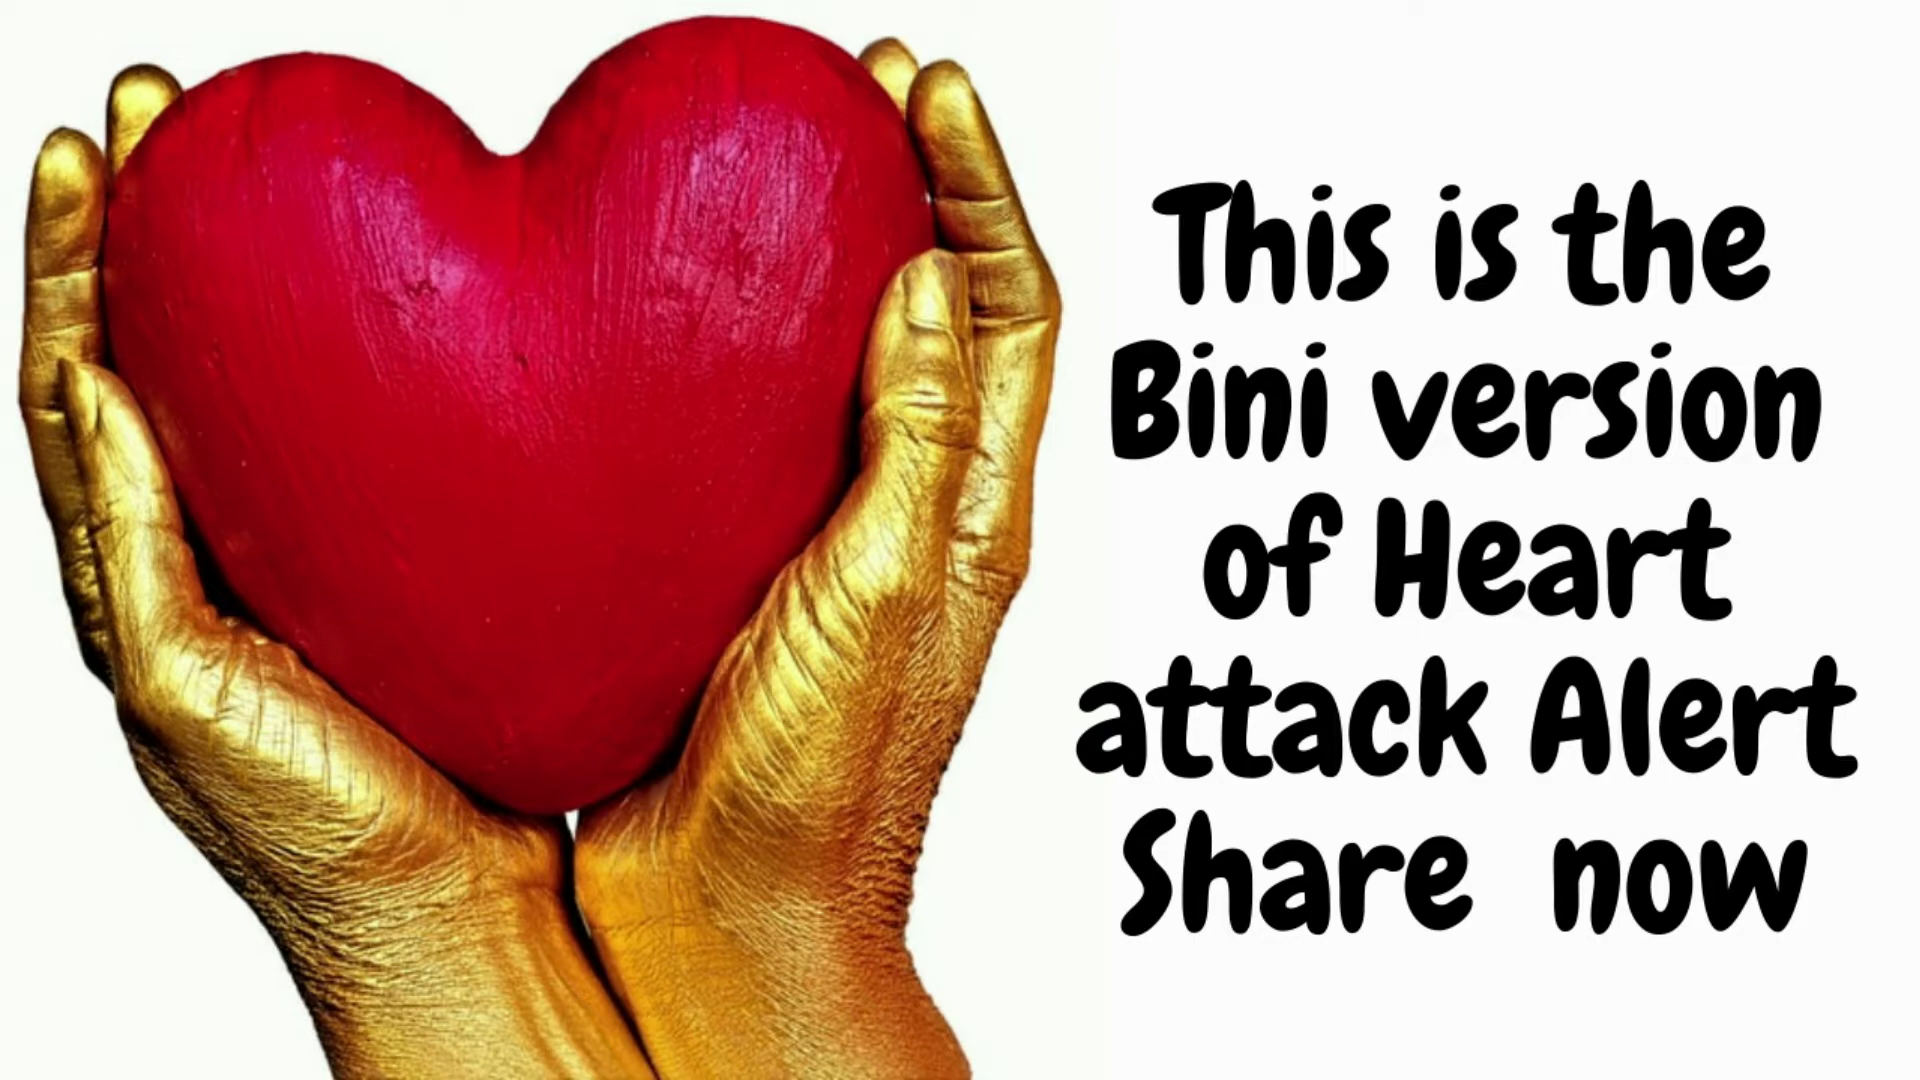 This is the
Bini version
of Heart
attack Alert
Share now